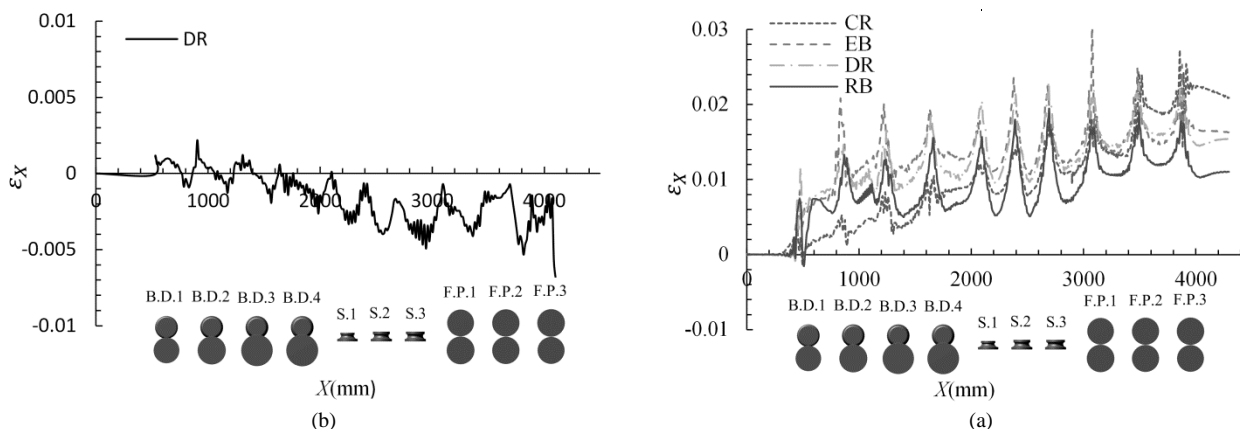 0.01
0.005
0
-0.005
-0.01
εX
DR
1000
2000
3000
4000
B.D.1
B.D.2
B.D.3
B.D.4
S.1
S.2
S.3
F.P.1
F.P.2
F.P.3
X(mm)
(b)
CR
EB
DR
RB
0.03
0.02
0.01
0
-0.01
εX
1000
2000
3000
4000
B.D.1
B.D.2
B.D.3
B.D.4
S.1
S.2
S.3
F.P.1
F.P.2
F.P.3
X(mm)
(a)